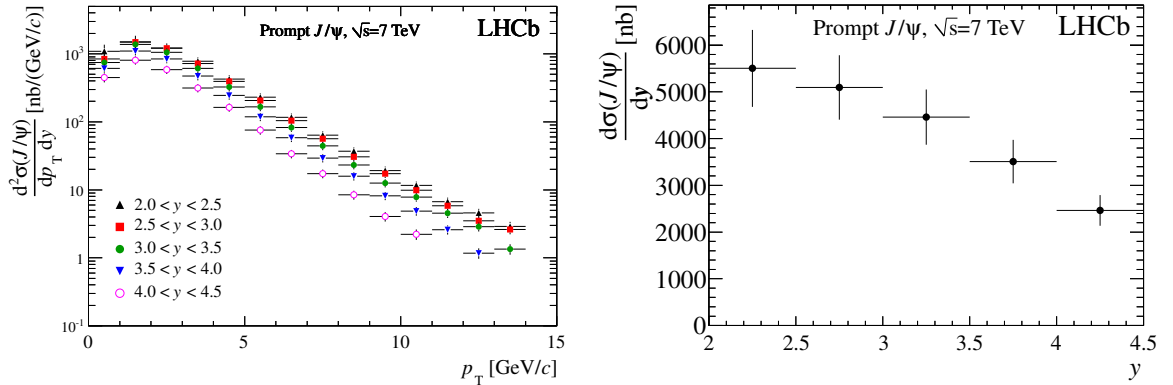 Prompt J/ψ, √s=7 TeV LHCb
d²σ(J/ψ)
dp_T dy
[nb/(GeV/c)]
10³
10²
10
1
10⁻¹
2.0 < y < 2.5
2.5 < y < 3.0
3.0 < y < 3.5
3.5 < y < 4.0
4.0 < y < 4.5
0 5 10 15
p_T [GeV/c]
Prompt J/ψ, √s=7 TeV LHCb
dσ(J/ψ)
dy
[nb]
6000
5000
4000
3000
2000
1000
0
2 2.5 3 3.5 4 4.5
y